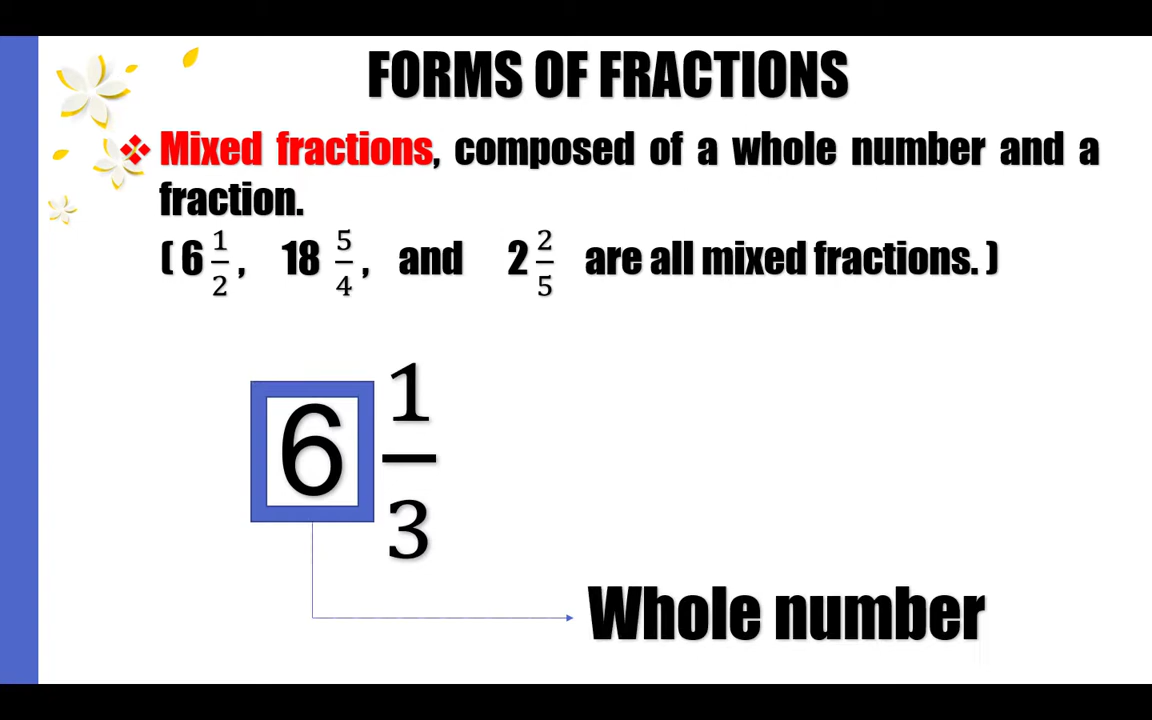 FORMS OF FRACTIONS
❖ Mixed fractions, composed of a whole number and a
fraction.
( 6 1/2, 18 5/4, and 2 2/5 are all mixed fractions. )
6 1/3
Whole number